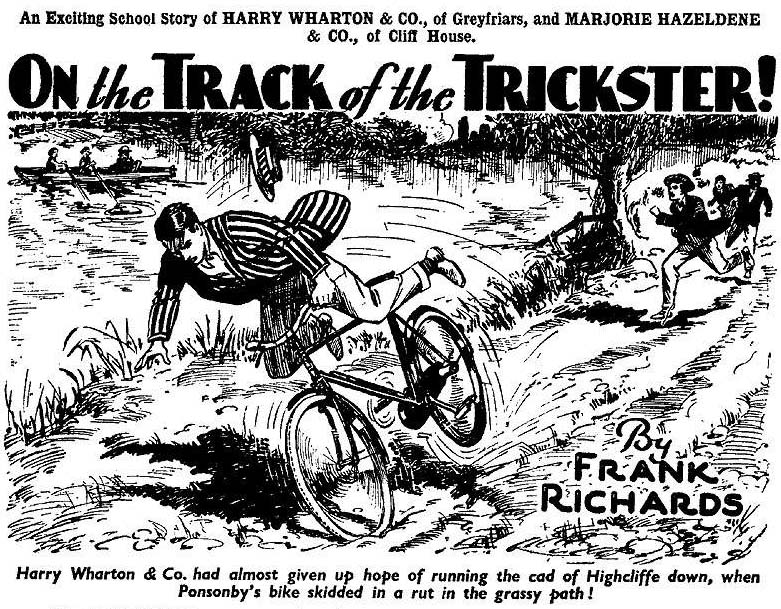 An Exciting School Story of HARRY WHARTON & CO., of Greyfriars, and MARJORIE HAZELDENE
& CO., of Cliff House.
ON the TRACK of the TRICKSTER!
By
FRANK
RICHARDS
Harry Wharton & Co. had almost given up hope of running the cad of Highcliffe down, when
Ponsonby's bike skidded in a rut in the grassy path!